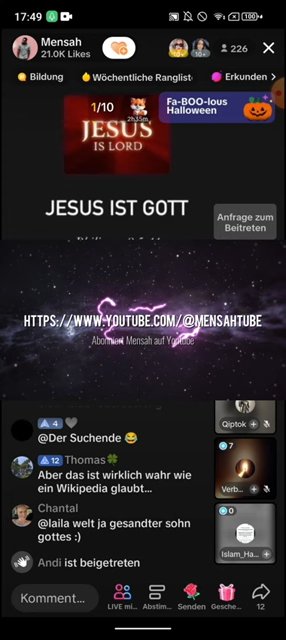 17:49
100+
Mensah
21.0K Likes
226
Bildung
Wöchentliche Ranglist
Erkunden
1/10
2h35m
Fa-BOO-lous
Halloween
JESUS
IS LORD
JESUS IST GOTT
Anfrage zum
Beitreten
HTTPS://WWW.YOUTUBE.COM/@MENSAHTUBE
Abonniert Mensah auf Youtube
4
@Der Suchende 😂
12 Thomas🍀
Aber das ist wirklich wahr wie
ein Wikipedia glaubt...
Chantal
@laila welt ja gesandter sohn
gottes :)
Andi ist beigetreten
Qiptok
7
Verb...
0
Islam_Ha...
Komment...
LIVE mi...
Abstim...
Senden
Gesche...
12